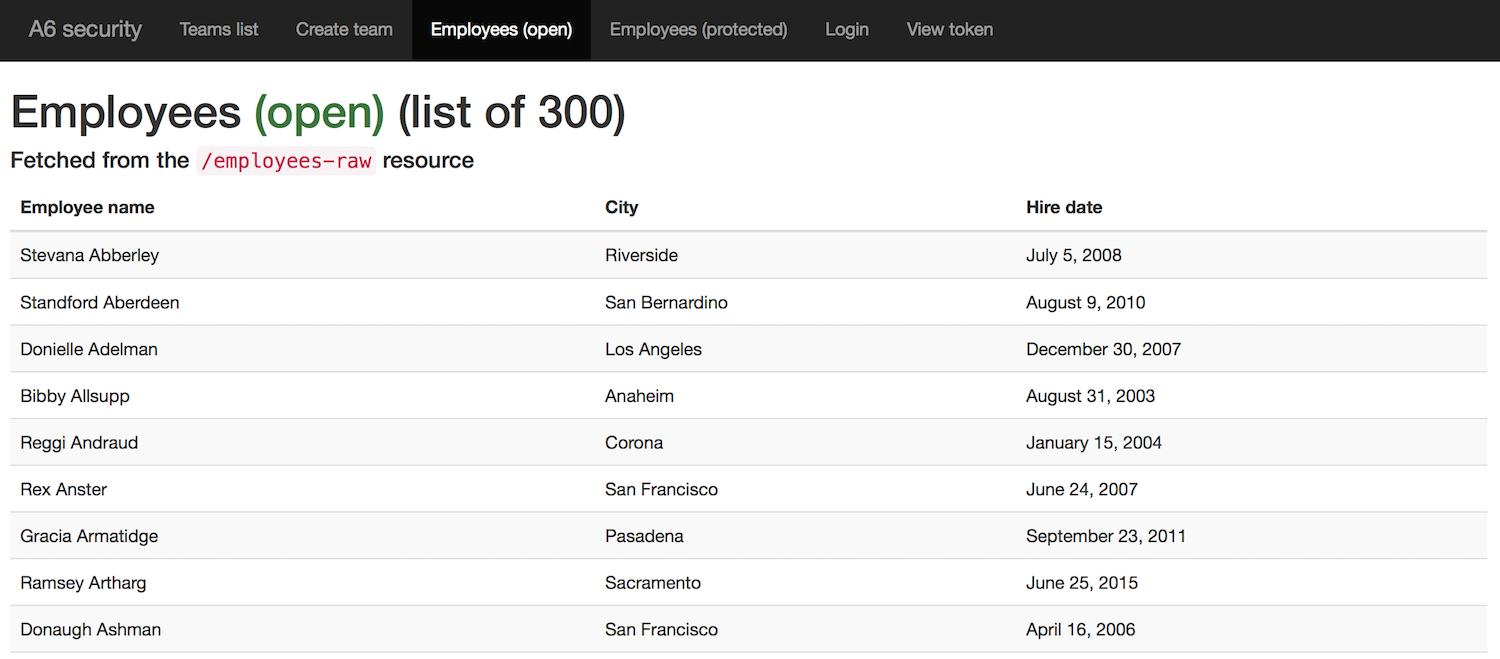 A6 security Teams list Create team Employees (open) Employees (protected) Login View token
Employees (open) (list of 300)
Fetched from the /employees-raw resource
Employee name City Hire date
Stevana Abberley Riverside July 5, 2008
Standford Aberdeen San Bernardino August 9, 2010
Donielle Adelman Los Angeles December 30, 2007
Bibby Allsupp Anaheim August 31, 2003
Reggi Andraud Corona January 15, 2004
Rex Anster San Francisco June 24, 2007
Gracia Armatidge Pasadena September 23, 2011
Ramsey Artharg Sacramento June 25, 2015
Donaugh Ashman San Francisco April 16, 2006